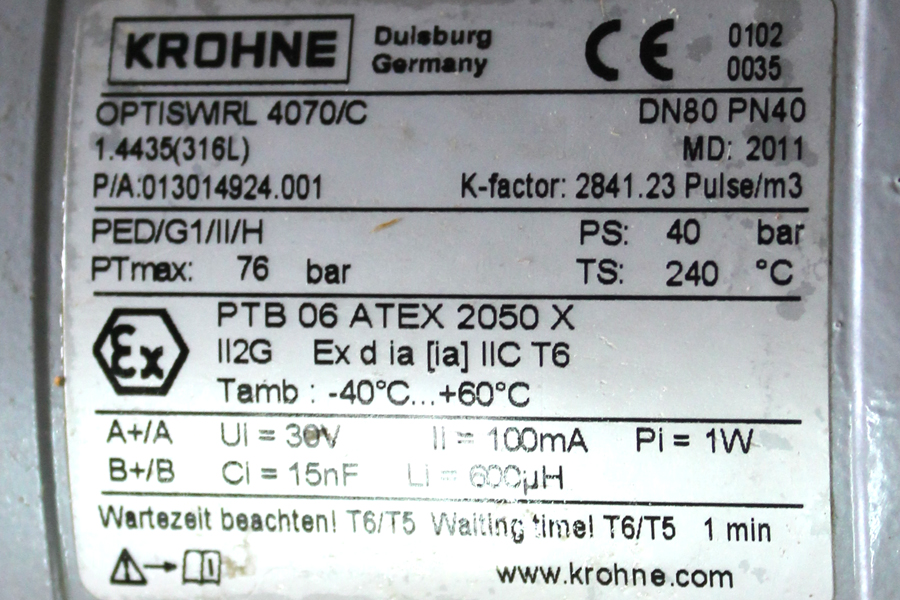 KROHNE Duisburg Germany CE 0102 0035
OPTISWIRL 4070/C DN80 PN40
1.4435(316L) MD: 2011
P/A:013014924.001 K-factor: 2841.23 Pulse/m3
PED/G1/II/H PS: 40 bar
PTmax: 76 bar TS: 240 °C
Ex PTB 06 ATEX 2050 X
II2G Ex d ia [ia] IIC T6
Tamb : -40°C...+60°C
A+/A Ui = 30V Ii = 100mA Pi = 1W
B+/B Ci = 15nF Li = 600µH
Wartezeit beachten! T6/T5 Waiting time! T6/T5 1 min
www.krohne.com